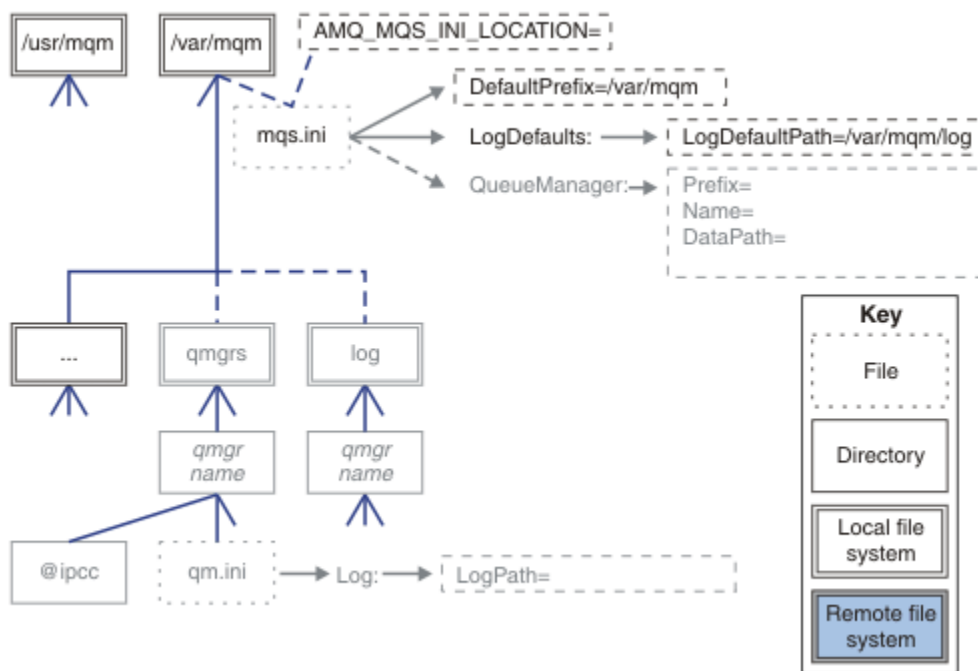 /usr/mqm
/var/mqm
AMQ_MQS_INI_LOCATION=
DefaultPrefix=/var/mqm
mqs.ini
LogDefaults:
LogDefaultPath=/var/mqm/log
QueueManager:
Prefix=
Name=
DataPath=
...
qmgrs
log
qmgr
name
qmgr
name
@ipcc
qm.ini
Log:
LogPath=
Key
File
Directory
Local file
system
Remote file
system